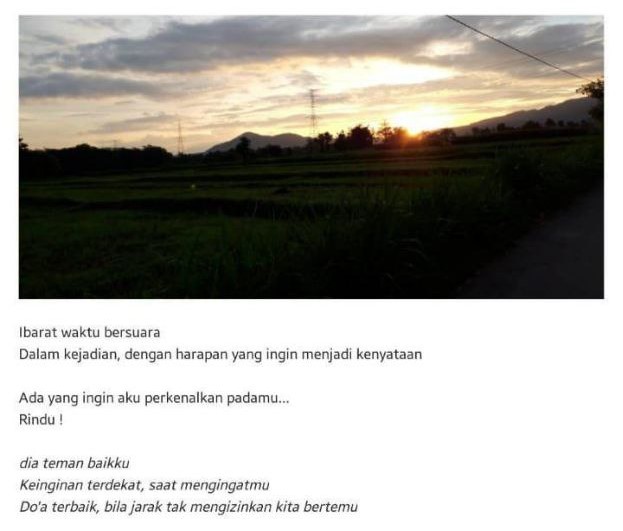 Ibarat waktu bersuara
Dalam kejadian, dengan harapan yang ingin menjadi kenyataan
Ada yang ingin aku perkenalkan padamu...
Rindu !
dia teman baikku
Keinginan terdekat, saat mengingatmu
Do'a terbaik, bila jarak tak mengizinkan kita bertemu